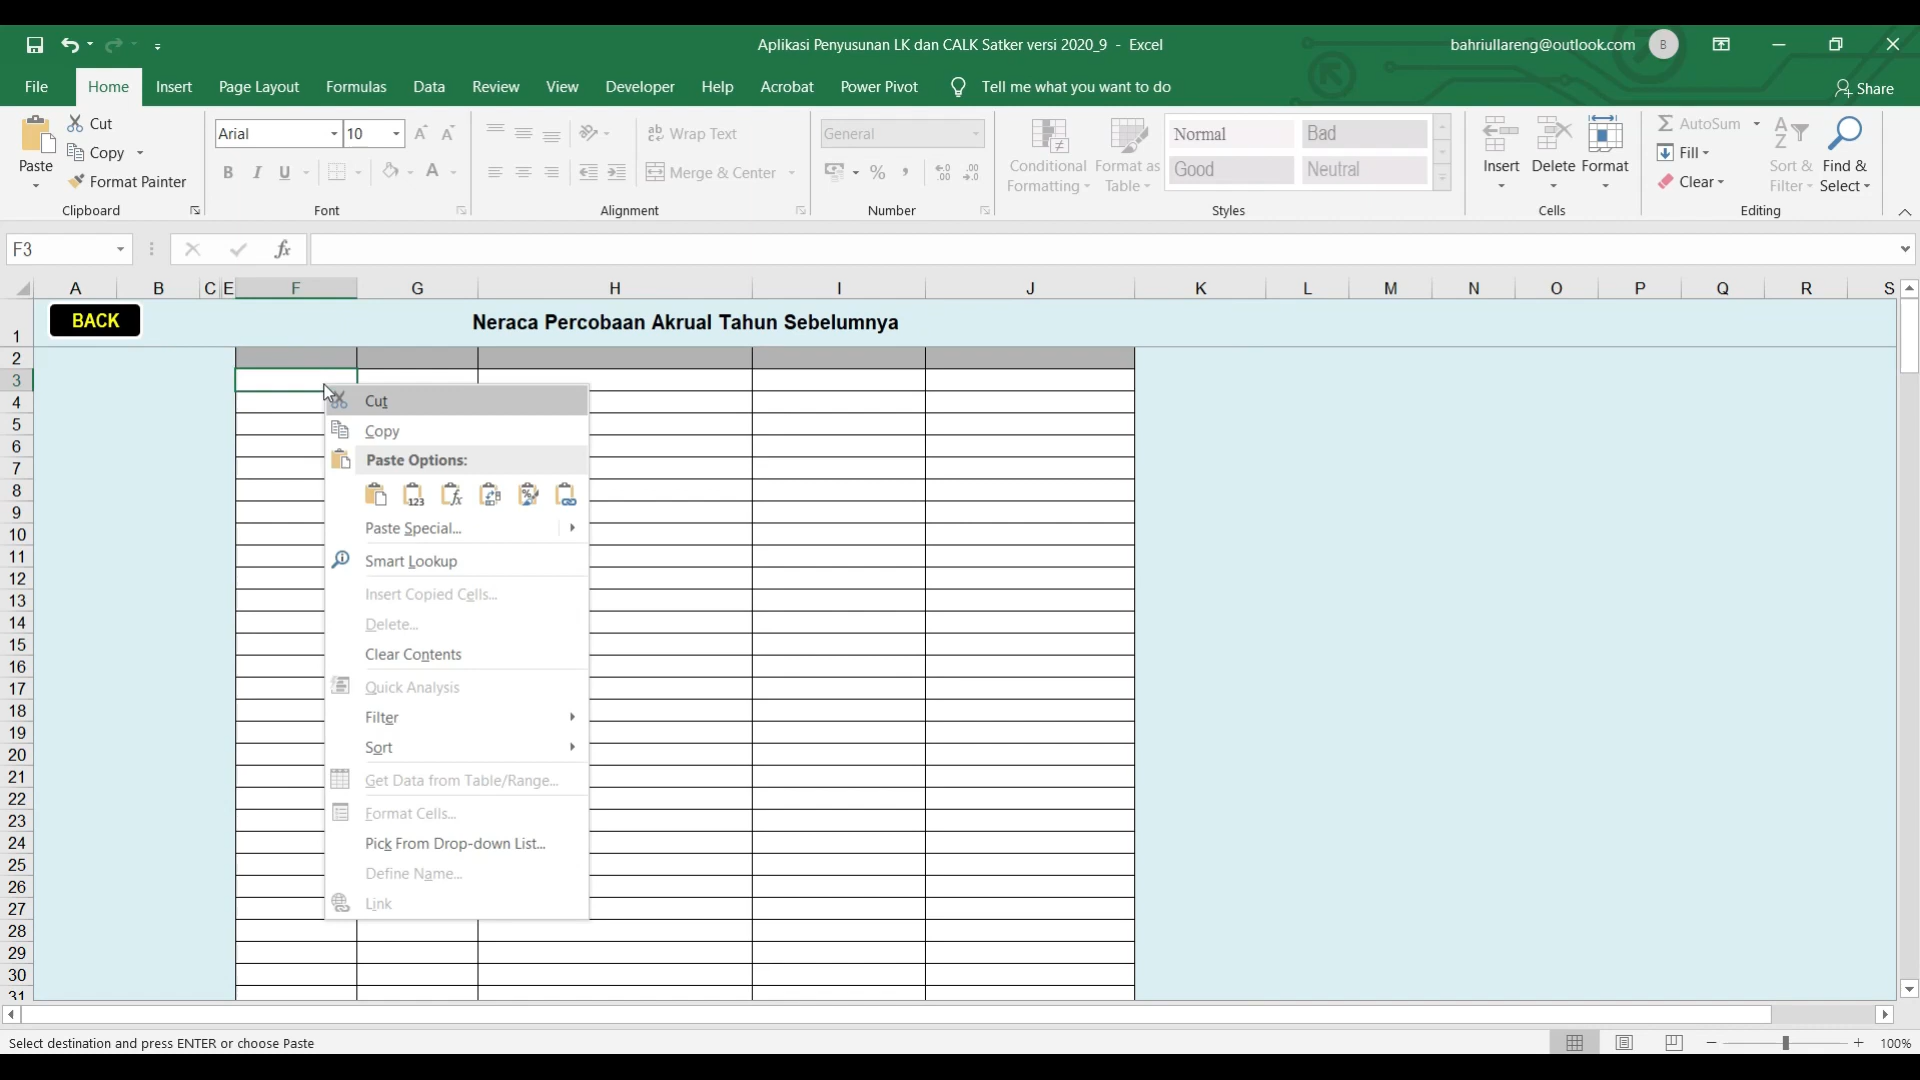 Aplikasi Penyusunan LK dan CALK Satker versi 2020_9 - Excel
bahriullareng@outlook.com
B
File Home Insert Page Layout Formulas Data Review View Developer Help Acrobat Power Pivot Tell me what you want to do
Share
Paste
Cut
Copy
Format Painter
Clipboard
Arial
10
B I U
A
Font
Wrap Text
Merge & Center
Alignment
General
%
Number
Conditional Formatting
Format as Table
Normal
Bad
Good
Neutral
Styles
Insert
Delete
Format
Cells
AutoSum
Fill
Clear
Sort & Filter
Find & Select
Editing
F3
fx
A B C E F G H I J K L M N O P Q R S
BACK
Neraca Percobaan Akrual Tahun Sebelumnya
1
2
3
4
5
6
7
8
9
10
11
12
13
14
15
16
17
18
19
20
21
22
23
24
25
26
27
28
29
30
31
Cut
Copy
Paste Options:
Paste Special...
Smart Lookup
Insert Copied Cells...
Delete...
Clear Contents
Quick Analysis
Filter
Sort
Get Data from Table/Range...
Format Cells...
Pick From Drop-down List...
Define Name...
Link
Select destination and press ENTER or choose Paste
100%